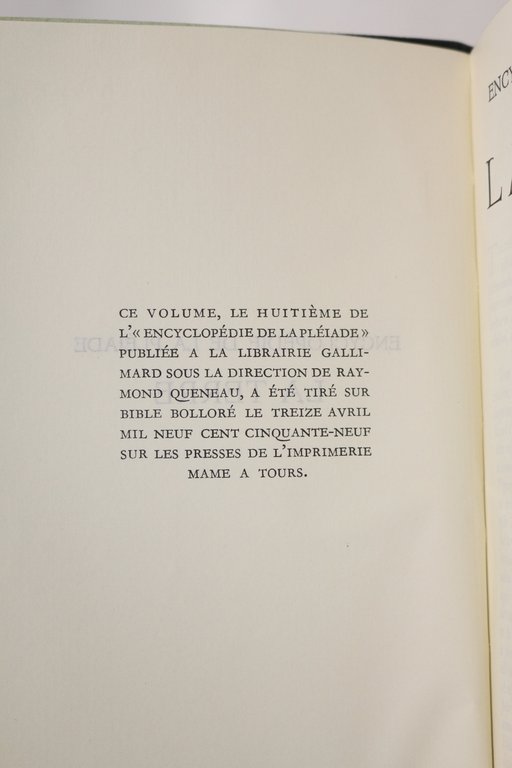 CE VOLUME, LE HUITIÈME DE
L'« ENCYCLOPÉDIE DE LA PLÉIADE »
PUBLIÉE A LA LIBRAIRIE GALLI-
MARD SOUS LA DIRECTION DE RAY-
MOND QUENEAU, A ÉTÉ TIRÉ SUR
BIBLE BOLLORÉ LE TREIZE AVRIL
MIL NEUF CENT CINQUANTE-NEUF
SUR LES PRESSES DE L'IMPRIMERIE
MAME A TOURS.
ENCY
LA